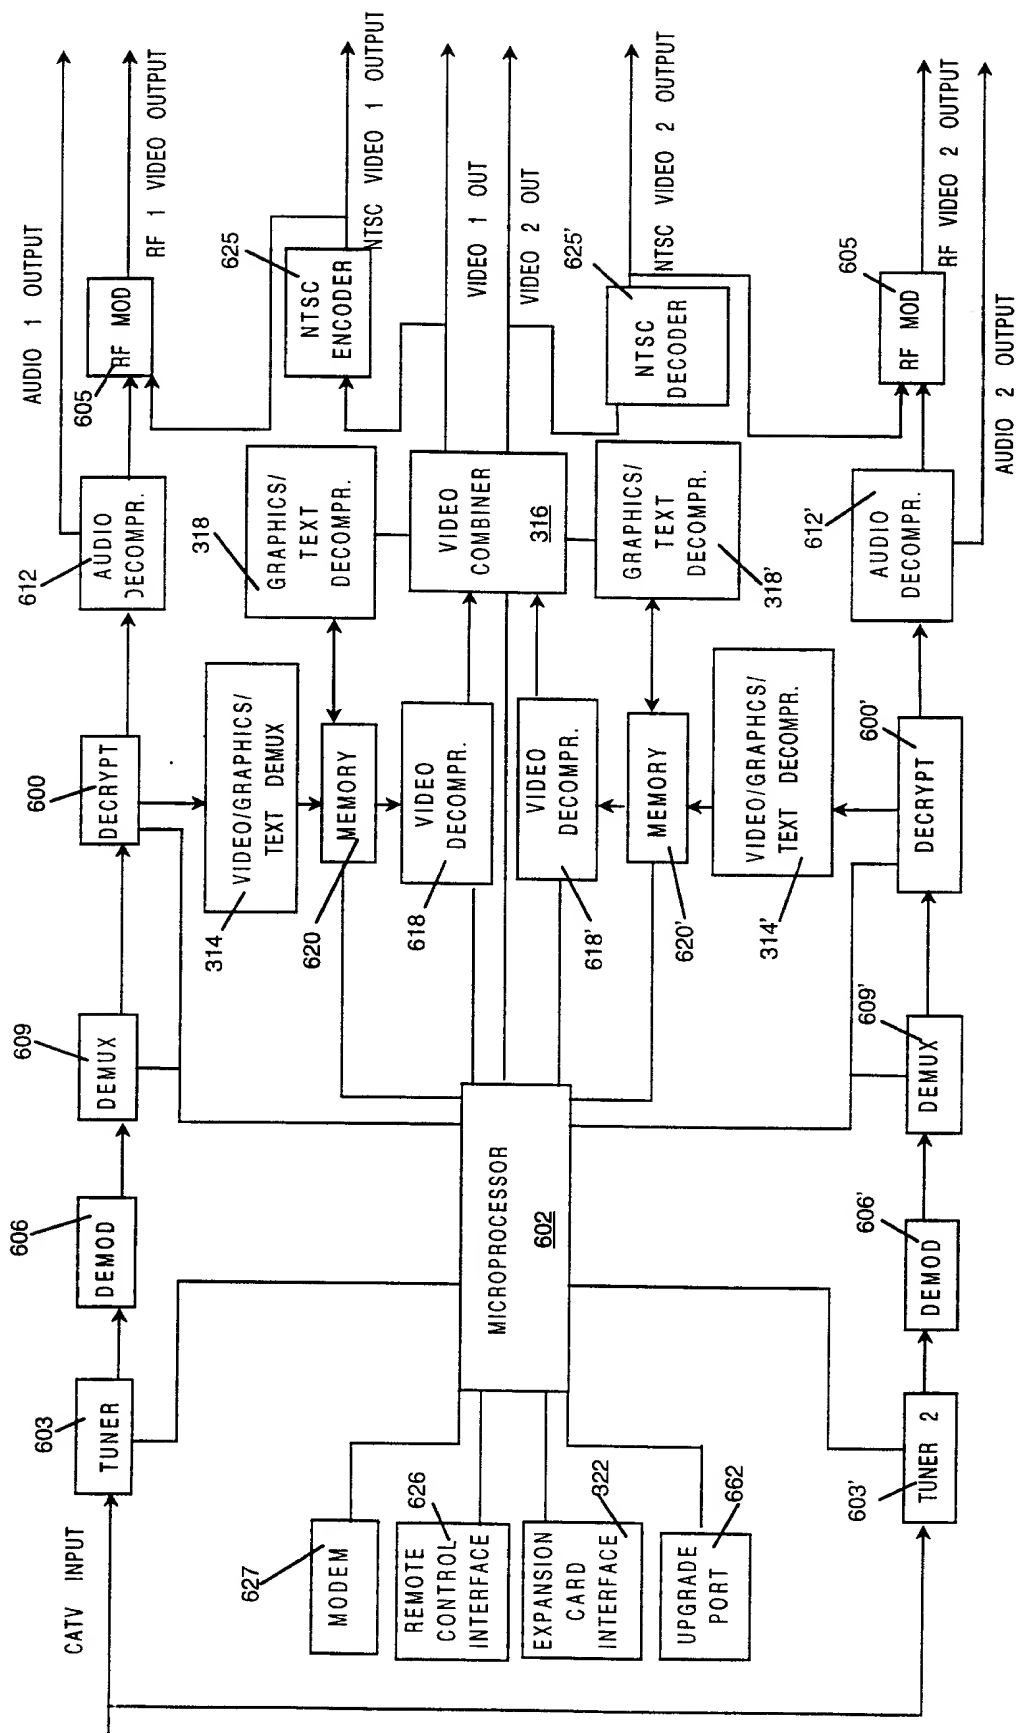 CATV INPUT
603
TUNER
606
DEMOD
609
DEMUX
600
DECRYPT
612
AUDIO
DECOMPR.
605
RF MOD
AUDIO 1 OUTPUT
RF 1 VIDEO OUTPUT
314
VIDEO/GRAPHICS/
TEXT DEMUX
318
GRAPHICS/
TEXT
DECOMPR.
625
NTSC
ENCODER
NTSC VIDEO 1 OUTPUT
620
MEMORY
618
VIDEO
DECOMPR.
VIDEO
COMBINER
316
VIDEO 1 OUT
VIDEO 2 OUT
627
MODEM
626
REMOTE
CONTROL
INTERFACE
322
EXPANSION
CARD
INTERFACE
662
UPGRADE
PORT
MICROPROCESSOR
602
618'
VIDEO
DECOMPR.
620'
MEMORY
318'
GRAPHICS/
TEXT
DECOMPR.
625'
NTSC
DECODER
NTSC VIDEO 2 OUTPUT
314'
VIDEO/GRAPHCS/
TEXT DECOMPR.
603'
TUNER 2
606'
DEMOD
609'
DEMUX
600'
DECRYPT
612'
AUDIO
DECOMPR.
605
RF MOD
RF VIDEO 2 OUTPUT
AUDIO 2 OUTPUT